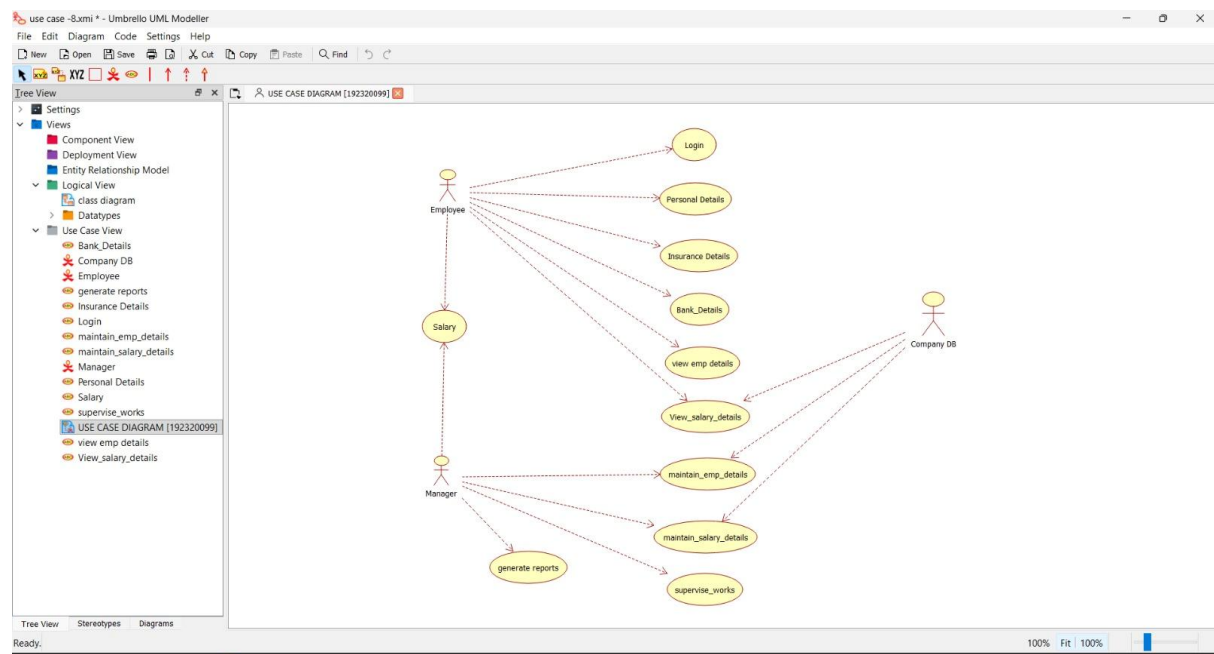 use case -8.xmi * - Umbrello UML Modeller
File Edit Diagram Code Settings Help
New Open Save Cut Copy Paste Find
XYZ XYZ
Tree View
USE CASE DIAGRAM [192320099]
Settings
Views
Component View
Deployment View
Entity Relationship Model
Logical View
class diagram
Datatypes
Use Case View
Bank_Details
Company DB
Employee
generate reports
Insurance Details
Login
maintain_emp_details
maintain_salary_details
Manager
Personal Details
Salary
supervise_works
USE CASE DIAGRAM [192320099]
view emp details
View_salary_details
Login
Personal Details
Employee
Insurance Details
Bank_Details
Salary
Company DB
view emp details
View_salary_details
maintain_emp_details
Manager
maintain_salary_details
generate reports
supervise_works
Tree View Stereotypes Diagrams
Ready.
100% Fit 100%